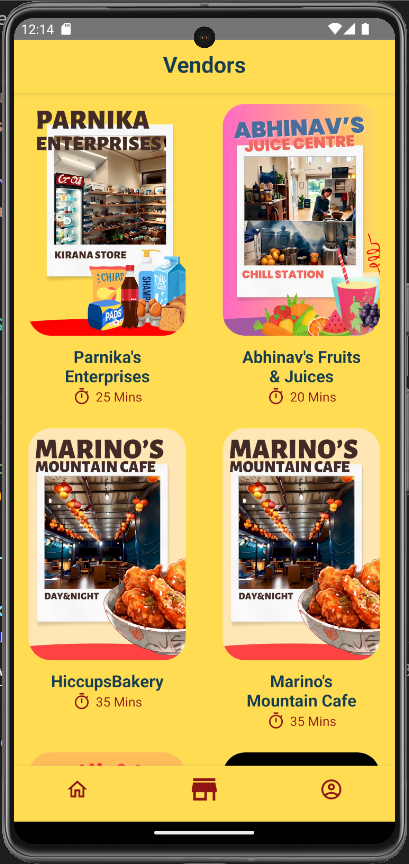 12:14
Vendors
PARNIKA
ENTERPRISES!
KIRANA STORE
CHIPS
PADS
SHAMP
Parnika's
Enterprises
25 Mins
ABHINAV'S
JUICE CENTRE
CHILL STATION
Abhinav's Fruits
& Juices
20 Mins
MARINO'S
MOUNTAIN CAFE
DAY&NIGHT
HiccupsBakery
35 Mins
MARINO'S
MOUNTAIN CAFE
DAY&NIGHT
Marino's
Mountain Cafe
35 Mins